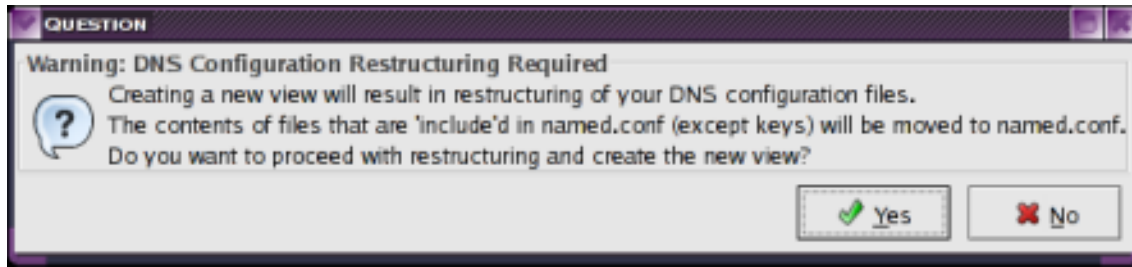 QUESTION
Warning: DNS Configuration Restructuring Required
Creating a new view will result in restructuring of your DNS configuration files.
The contents of files that are 'include'd in named.conf (except keys) will be moved to named.conf.
Do you want to proceed with restructuring and create the new view?
Yes
No